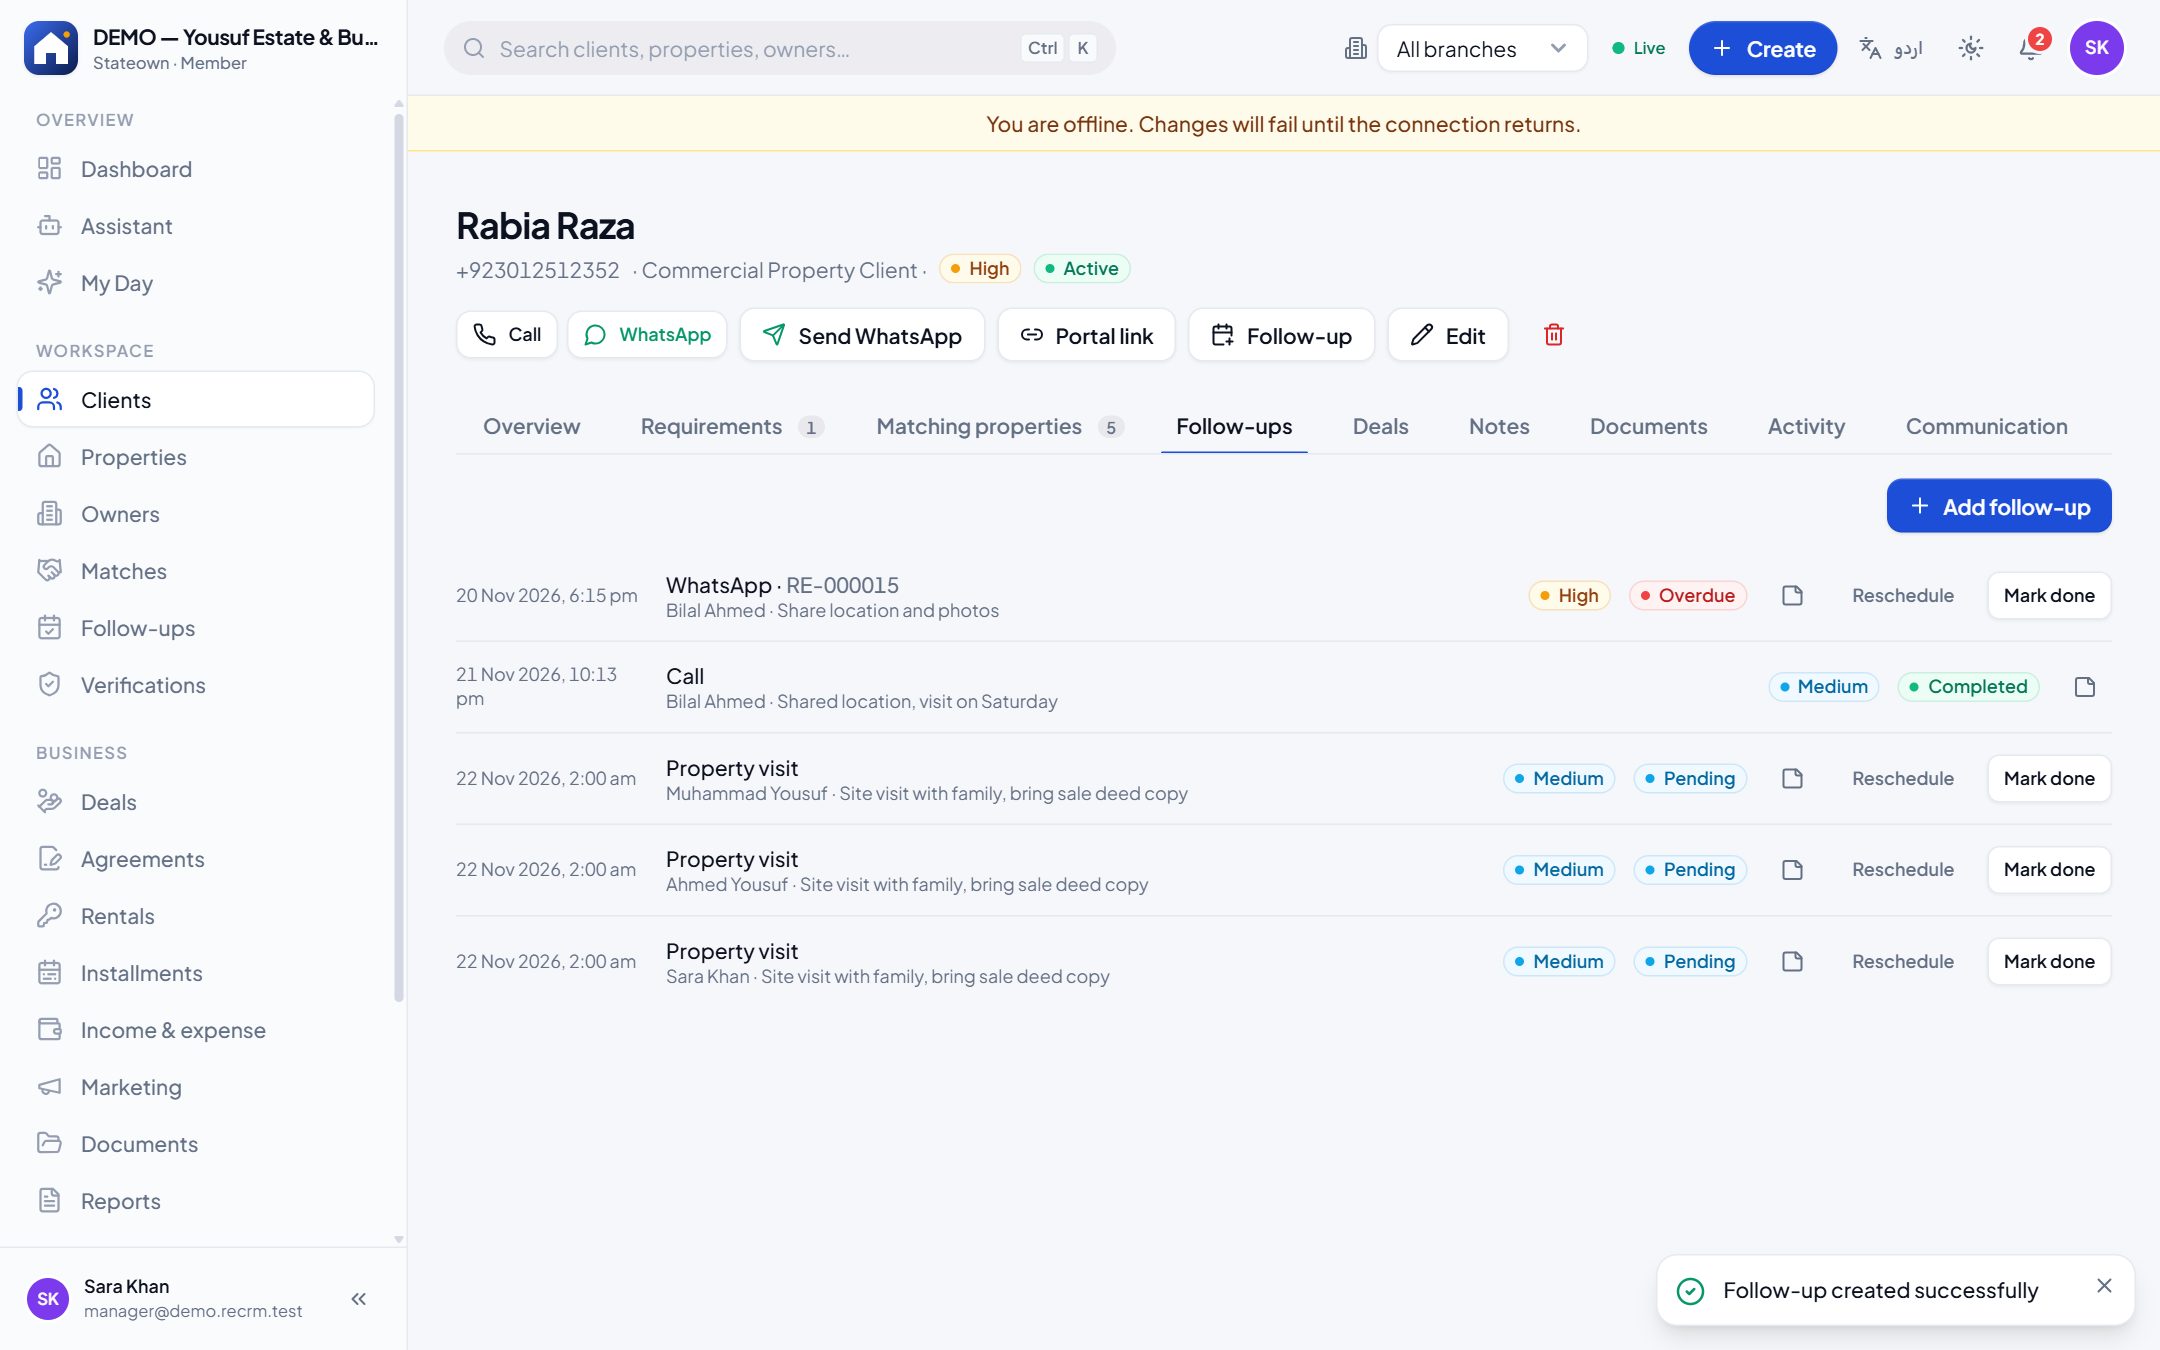 DEMO — Yousuf Estate & Bu...
Stateown · Member
Search clients, properties, owners...
Ctrl K
All branches
Live
+ Create
اردو
2
SK
You are offline. Changes will fail until the connection returns.
OVERVIEW
Dashboard
Assistant
My Day
WORKSPACE
Clients
Properties
Owners
Matches
Follow-ups
Verifications
BUSINESS
Deals
Agreements
Rentals
Installments
Income & expense
Marketing
Documents
Reports
SK
Sara Khan
manager@demo.recrm.test
Rabia Raza
+923012512352 · Commercial Property Client · High Active
Call WhatsApp Send WhatsApp Portal link Follow-up Edit
Overview Requirements 1 Matching properties 5 Follow-ups Deals Notes Documents Activity Communication
+ Add follow-up
20 Nov 2026, 6:15 pm
WhatsApp · RE-000015
Bilal Ahmed · Share location and photos
High Overdue Reschedule Mark done
21 Nov 2026, 10:13
pm
Call
Bilal Ahmed · Shared location, visit on Saturday
Medium Completed
22 Nov 2026, 2:00 am
Property visit
Muhammad Yousuf · Site visit with family, bring sale deed copy
Medium Pending Reschedule Mark done
22 Nov 2026, 2:00 am
Property visit
Ahmed Yousuf · Site visit with family, bring sale deed copy
Medium Pending Reschedule Mark done
22 Nov 2026, 2:00 am
Property visit
Sara Khan · Site visit with family, bring sale deed copy
Medium Pending Reschedule Mark done
Follow-up created successfully